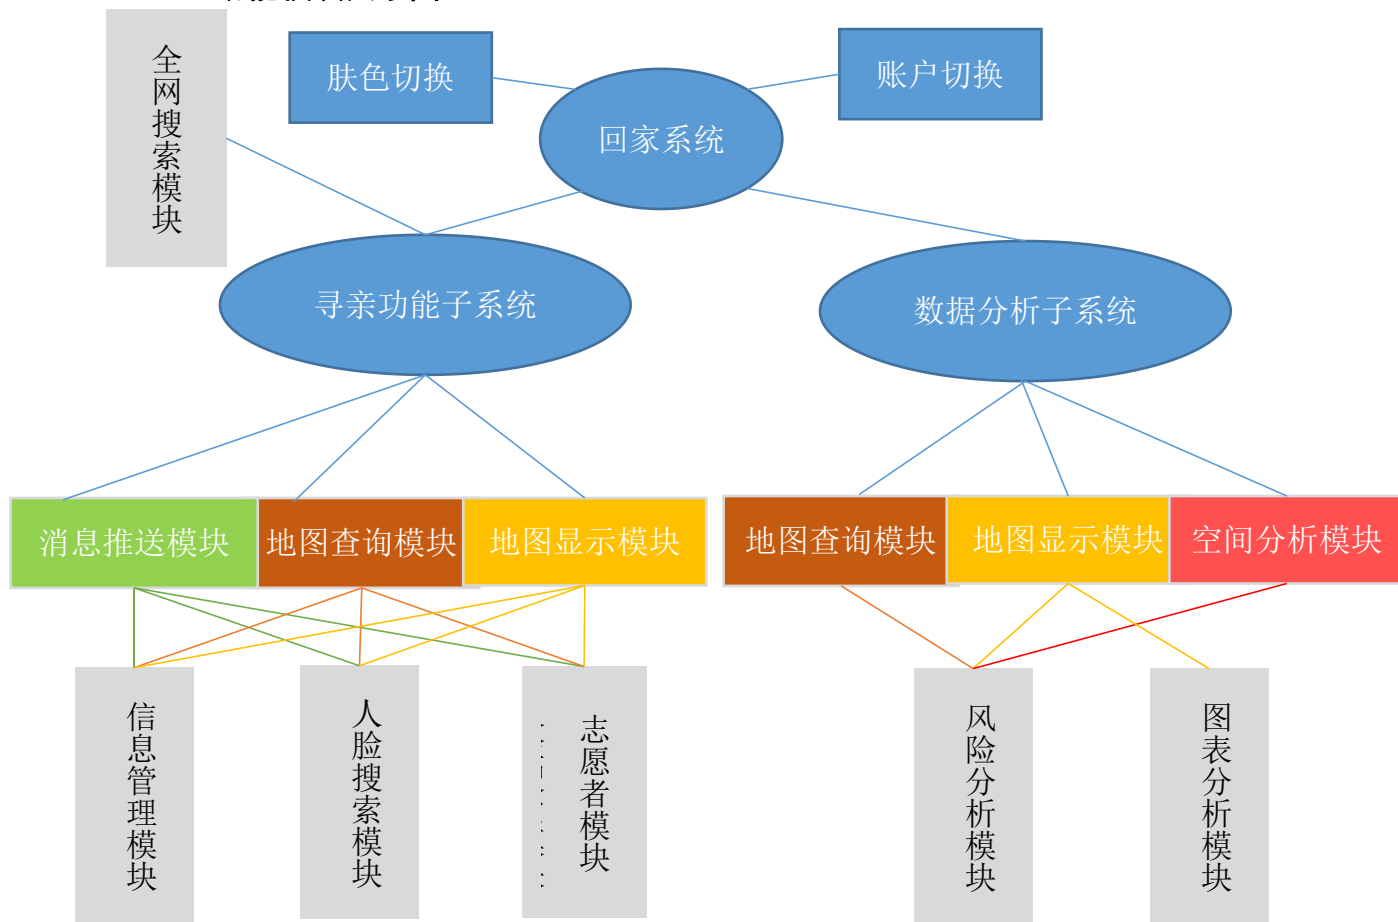 全网搜索模块
肤色切换
账户切换
回家系统
寻亲功能子系统
数据分析子系统
消息推送模块
地图查询模块
地图显示模块
地图查询模块
地图显示模块
空间分析模块
信息管理模块
人脸搜索模块
志愿者模块
风险分析模块
图表分析模块